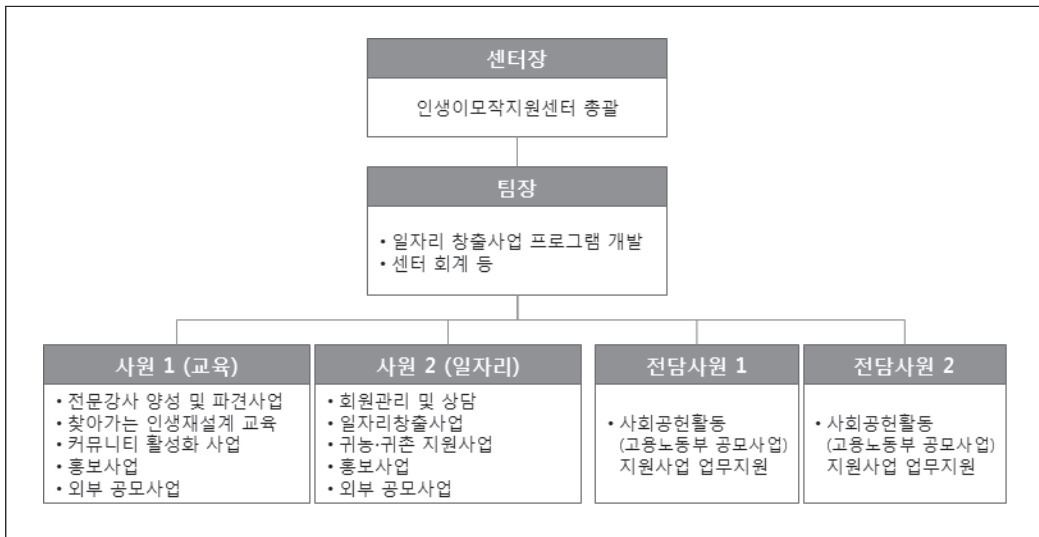 센터장
인생이모작지원센터 총괄
팀장
• 일자리 창출사업 프로그램 개발
• 센터 회계 등
사원 1 (교육)
• 전문강사 양성 및 파견사업
• 찾아가는 인생재설계 교육
• 커뮤니티 활성화 사업
• 홍보사업
• 외부 공모사업
사원 2 (일자리)
• 회원관리 및 상담
• 일자리창출사업
• 귀농·귀촌 지원사업
• 홍보사업
• 외부 공모사업
전담사원 1
• 사회공헌활동
(고용노동부 공모사업)
지원사업 업무지원
전담사원 2
• 사회공헌활동
(고용노동부 공모사업)
지원사업 업무지원